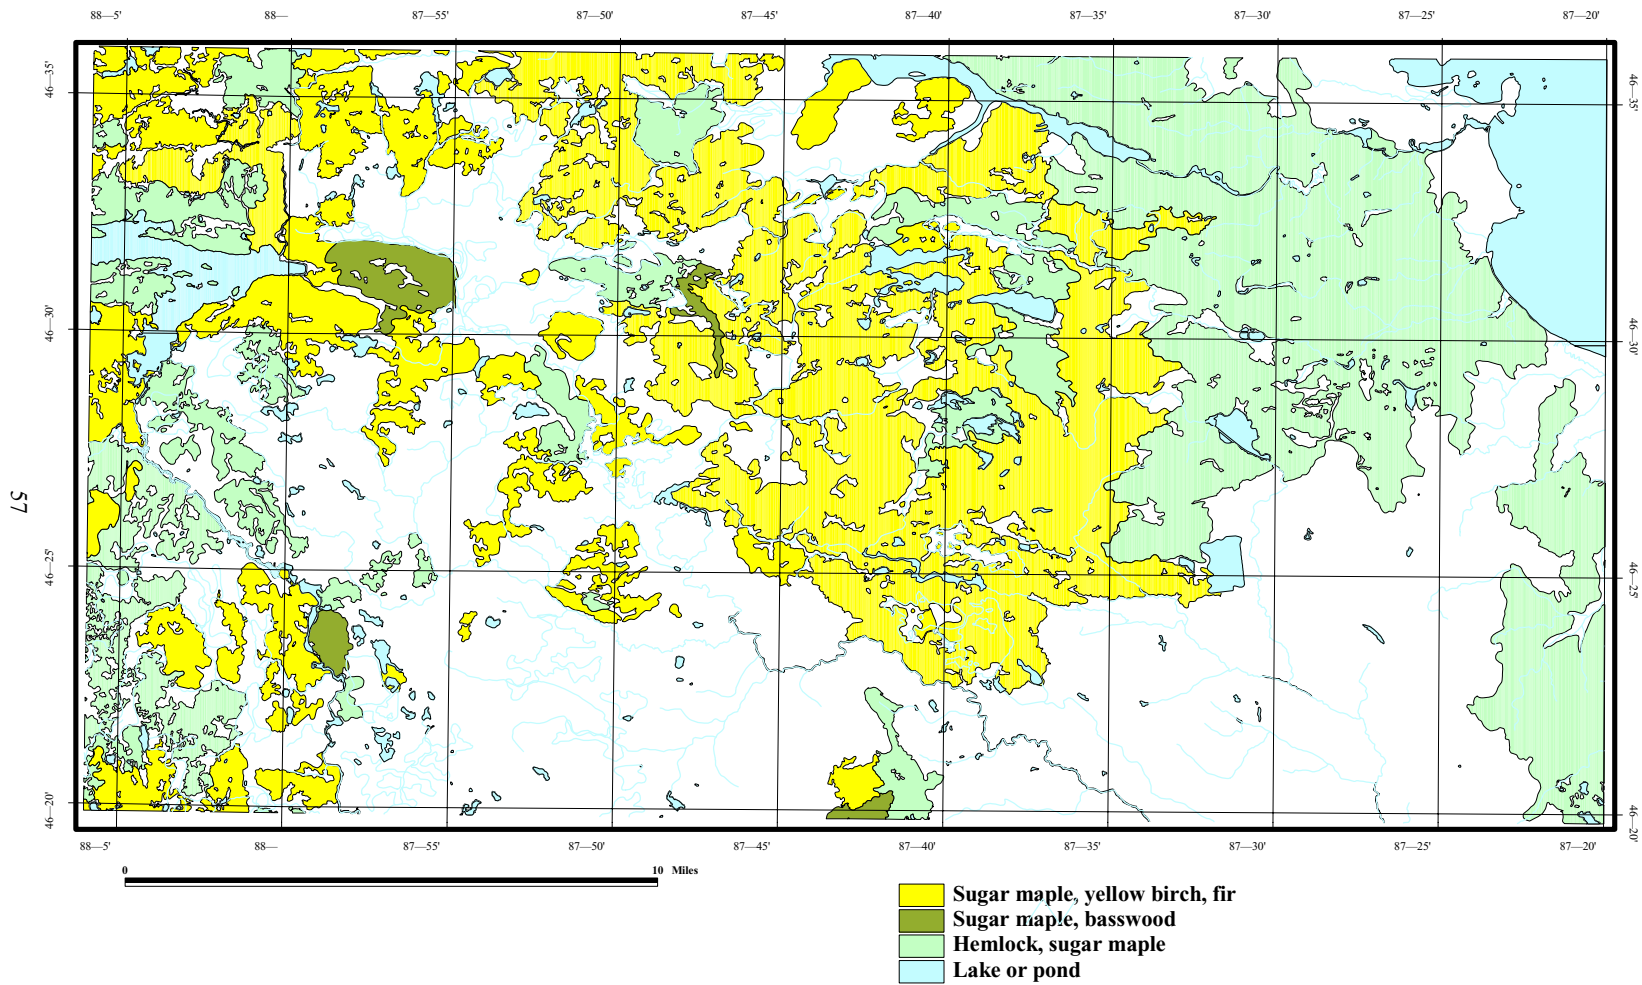 88—5' 88— 87—55' 87—50' 87—45' 87—40' 87—35' 87—30' 87—25' 87—20'
46—35' 46—35'
46—30' 46—30'
57
46—25' 46—25'
46—20' 46—20'
88—5' 88— 87—55' 87—50' 87—45' 87—40' 87—35' 87—30' 87—25' 87—20'
0 10 Miles
Sugar maple, yellow birch, fir
Sugar maple, basswood
Hemlock, sugar maple
Lake or pond